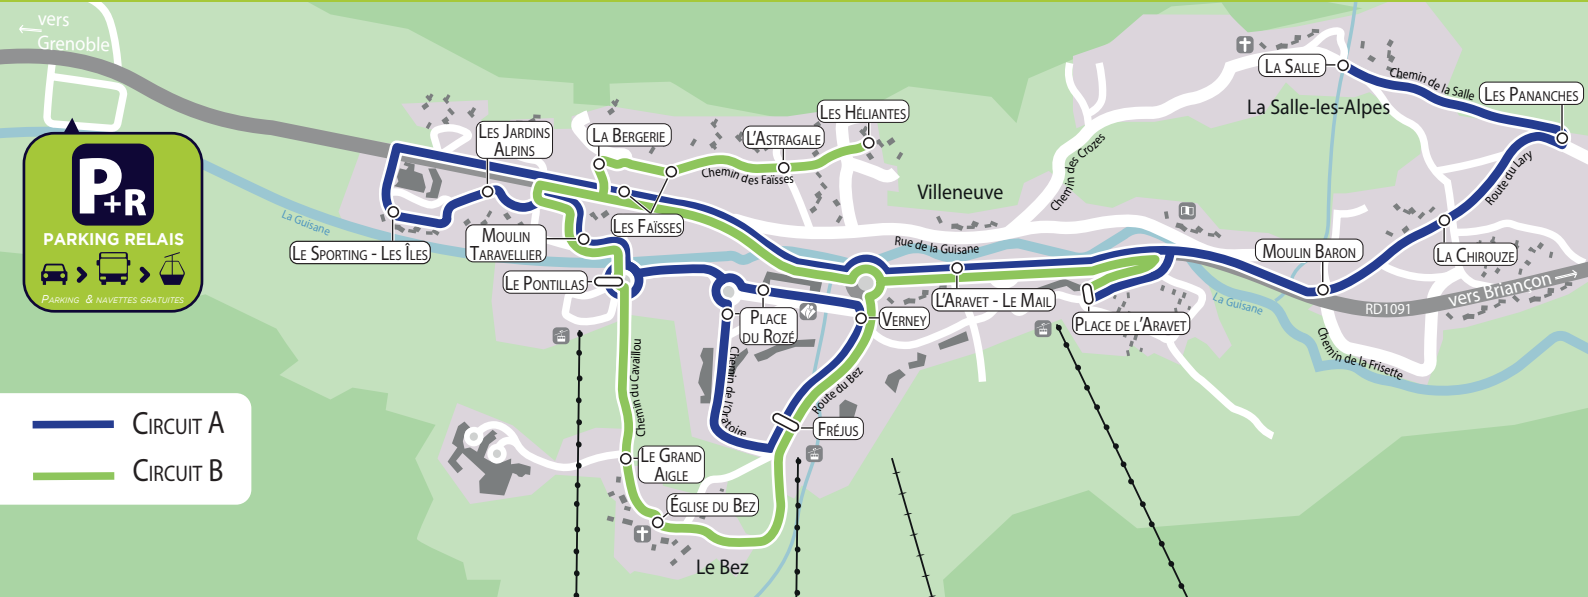 ← vers
Grenoble
P+R
PARKING RELAIS
PARKING & NAVETTES GRATUITES
CIRCUIT A
CIRCUIT B
La Guisane
LE SPORTING - LES ÎLES
LES JARDINS
ALPINS
LA BERGERIE
L'ASTRAGALE
LES HÉLIANTES
Chemin des Faïsses
LES FAÏSSES
MOULIN
TARAVELLIER
LE PONTILLAS
PLACE
DU ROZÉ
VERNEY
Chemin du Cavaillou
Chemin de l'Oratoire
Route du Bez
FRÉJUS
LE GRAND
AIGLE
ÉGLISE DU BEZ
Le Bez
Villeneuve
Rue de la Guisane
L'ARAVET - LE MAIL
PLACE DE L'ARAVET
Chemin des Crozes
LA SALLE
La Salle-les-Alpes
Chemin de la Salle
LES PANANCHES
Route du Lary
LA CHIROUZE
MOULIN BARON
La Guisane
RD1091
vers Briançon →
Chemin de la Frisette